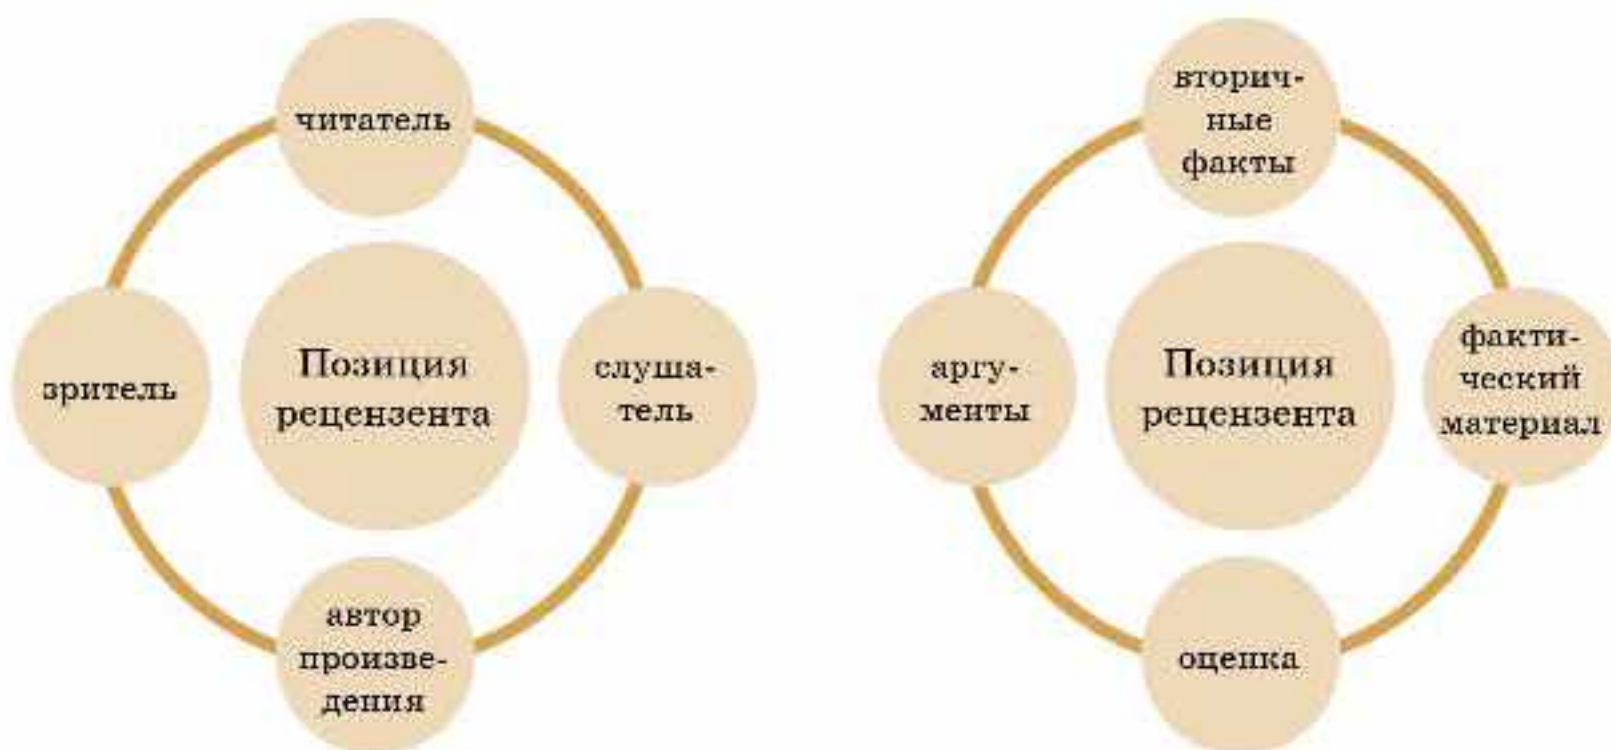 читатель
зритель
Позиция
рецензента
слуша-
тель
автор
произве-
дения
вторич-
ные
факты
аргу-
менты
Позиция
рецензента
факти-
ческий
материал
оценка